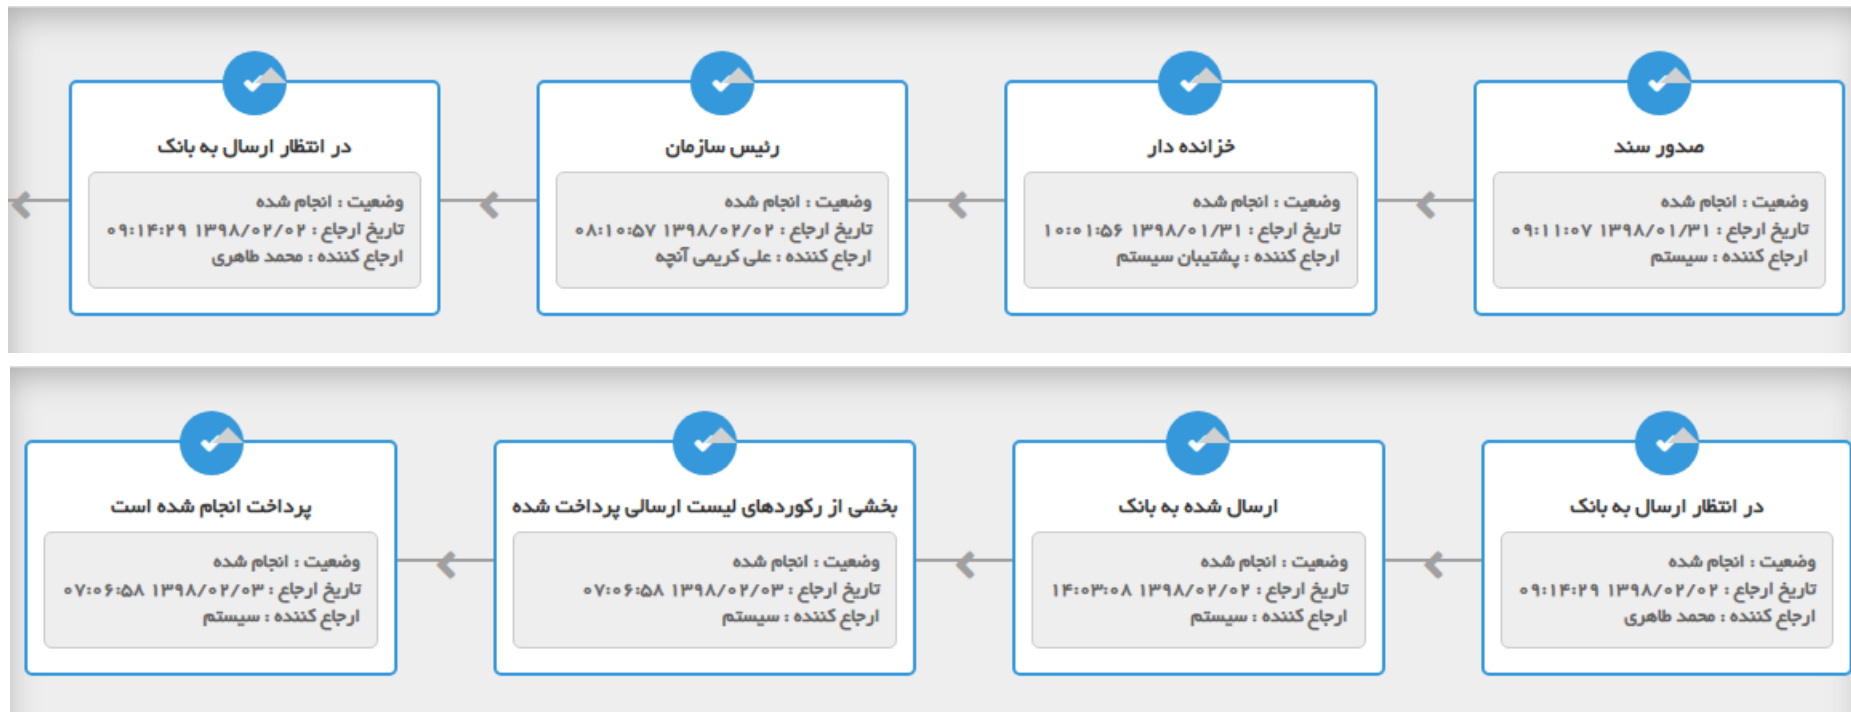 صدور سند
وضعیت : انجام شده
تاریخ ارجاع : ۱۳۹۸/۰۱/۳۱ ۰۹:۱۱:۰۷
ارجاع کننده : سیستم
خزانده دار
وضعیت : انجام شده
تاریخ ارجاع : ۱۳۹۸/۰۱/۳۱ ۱۰:۰۱:۵۶
ارجاع کننده : پشتیبان سیستم
رئیس سازمان
وضعیت : انجام شده
تاریخ ارجاع : ۱۳۹۸/۰۲/۰۲ ۰۸:۱۰:۵۷
ارجاع کننده : علی کریمی آنچه
در انتظار ارسال به بانک
وضعیت : انجام شده
تاریخ ارجاع : ۱۳۹۸/۰۲/۰۲ ۰۹:۱۴:۲۹
ارجاع کننده : محمد طاهری
در انتظار ارسال به بانک
وضعیت : انجام شده
تاریخ ارجاع : ۱۳۹۸/۰۲/۰۲ ۰۹:۱۴:۲۹
ارجاع کننده : محمد طاهری
ارسال شده به بانک
وضعیت : انجام شده
تاریخ ارجاع : ۱۳۹۸/۰۲/۰۲ ۱۴:۰۳:۰۸
ارجاع کننده : سیستم
بخشی از رکوردهای لیست ارسالی پرداخت شده
وضعیت : انجام شده
تاریخ ارجاع : ۱۳۹۸/۰۲/۰۳ ۰۷:۰۶:۵۸
ارجاع کننده : سیستم
پرداخت انجام شده است
وضعیت : انجام شده
تاریخ ارجاع : ۱۳۹۸/۰۲/۰۳ ۰۷:۰۶:۵۸
ارجاع کننده : سیستم